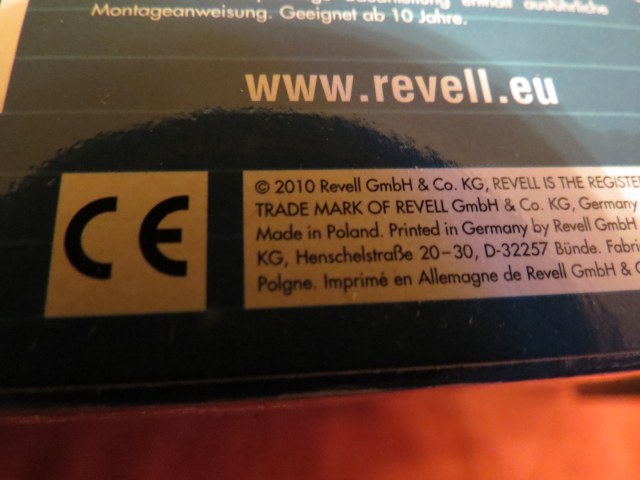 enthält ausführliche
Montageanweisung. Geeignet ab 10 Jahre.
www.revell.eu
CE
© 2010 Revell GmbH & Co. KG, REVELL IS THE REGISTE
TRADE MARK OF REVELL GmbH & Co. KG, Germany
Made in Poland. Printed in Germany by Revell GmbH
KG, Henschelstraße 20-30, D-32257 Bünde. Fabri
Polgne. Imprimé en Allemagne de Revell GmbH & C